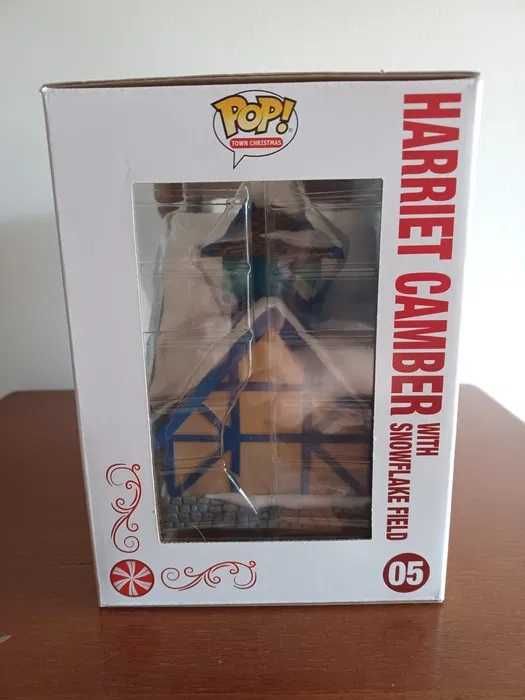 POP!
TOWN CHRISTMAS
HARRIET CAMBER WITH
SNOWFLAKE FIELD
05